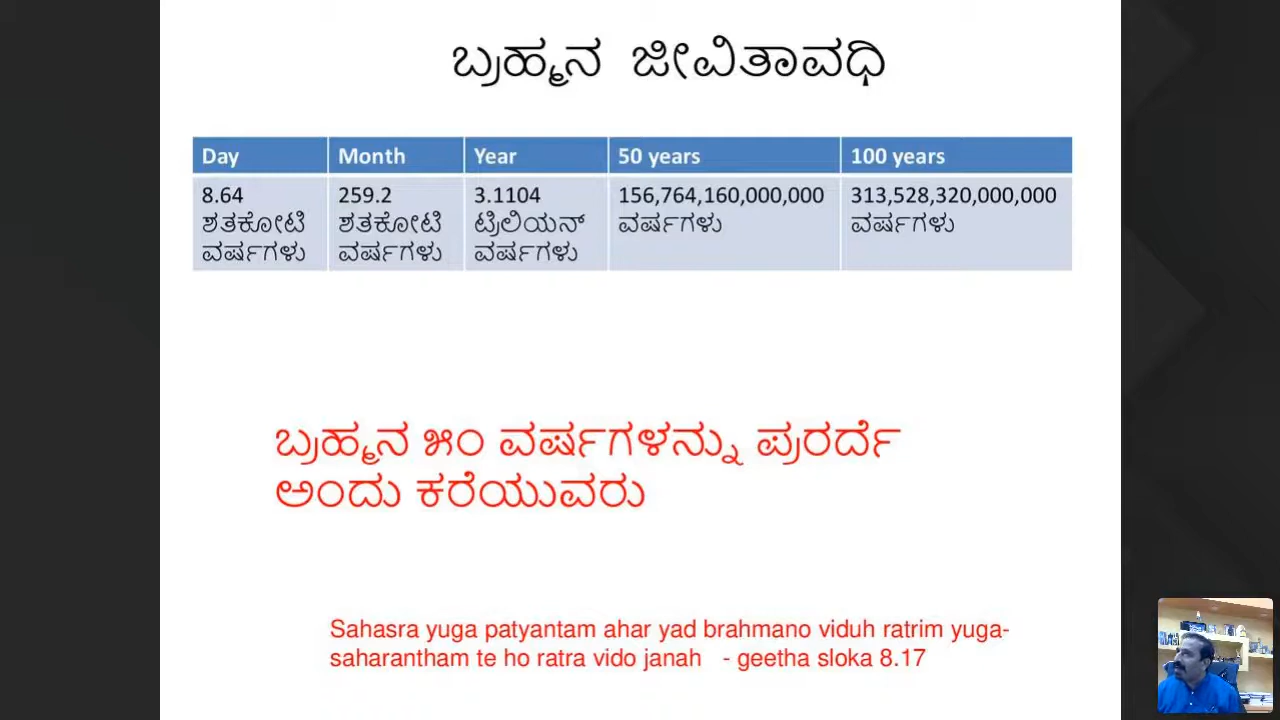 ಬ್ರಹ್ಮನ ಜೀವಿತಾವಧಿ
Day Month Year 50 years 100 years
8.64 259.2 3.1104 156,764,160,000,000 313,528,320,000,000
ಶತಕೋಟಿ ಶತಕೋಟಿ ಟ್ರಿಲಿಯನ್ ವರ್ಷಗಳು ವರ್ಷಗಳು
ವರ್ಷಗಳು ವರ್ಷಗಳು ವರ್ಷಗಳು
ಬ್ರಹ್ಮನ ೫೦ ವರ್ಷಗಳನ್ನು ಪ್ರರರ್ದೆ
ಅಂದು ಕರೆಯುವರು
Sahasra yuga patyantam ahar yad brahmano viduh ratrim yuga-
saharantham te ho ratra vido janah - geetha sloka 8.17